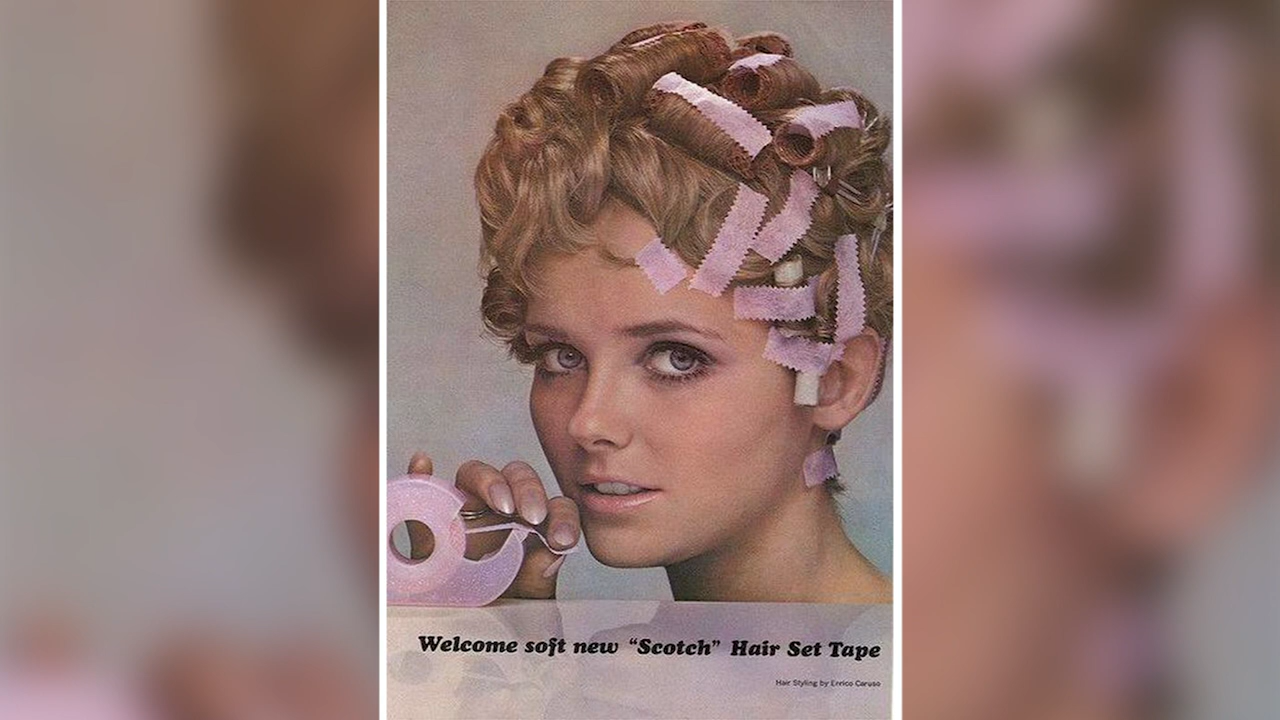 Welcome soft new “Scotch” Hair Set Tape
Hair Styling by Enrico Caruso